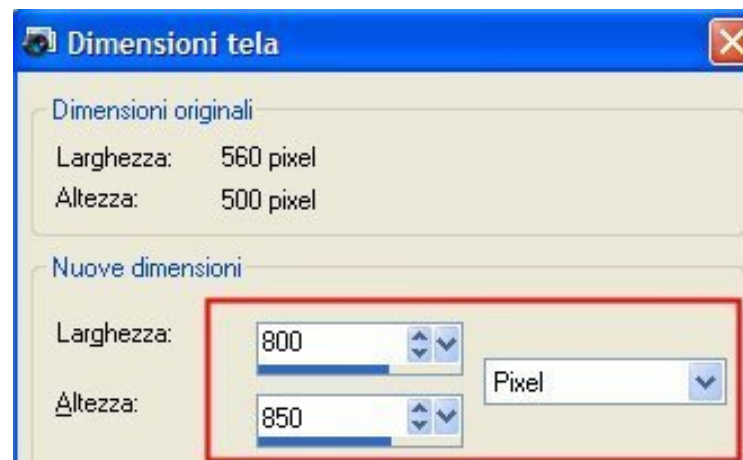 Dimensioni tela
Dimensioni originali
Larghezza: 560 pixel
Altezza: 500 pixel
Nuove dimensioni
Larghezza: 800
Pixel
Altezza: 850